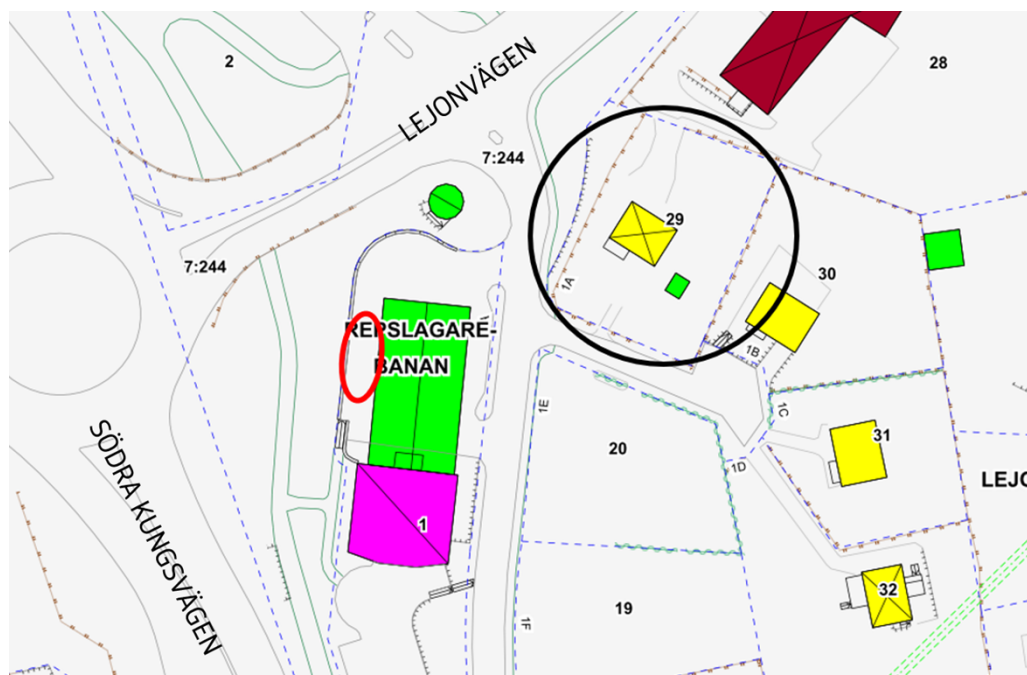 2
LEJONVÄGEN
28
7:244
29
7:244
1A
30
REPSLAGARE-
BANAN
1B
1C
1E
31
20
1D
SÖDRA KUNGSVÄGEN
LEJO
1
32
19
1F